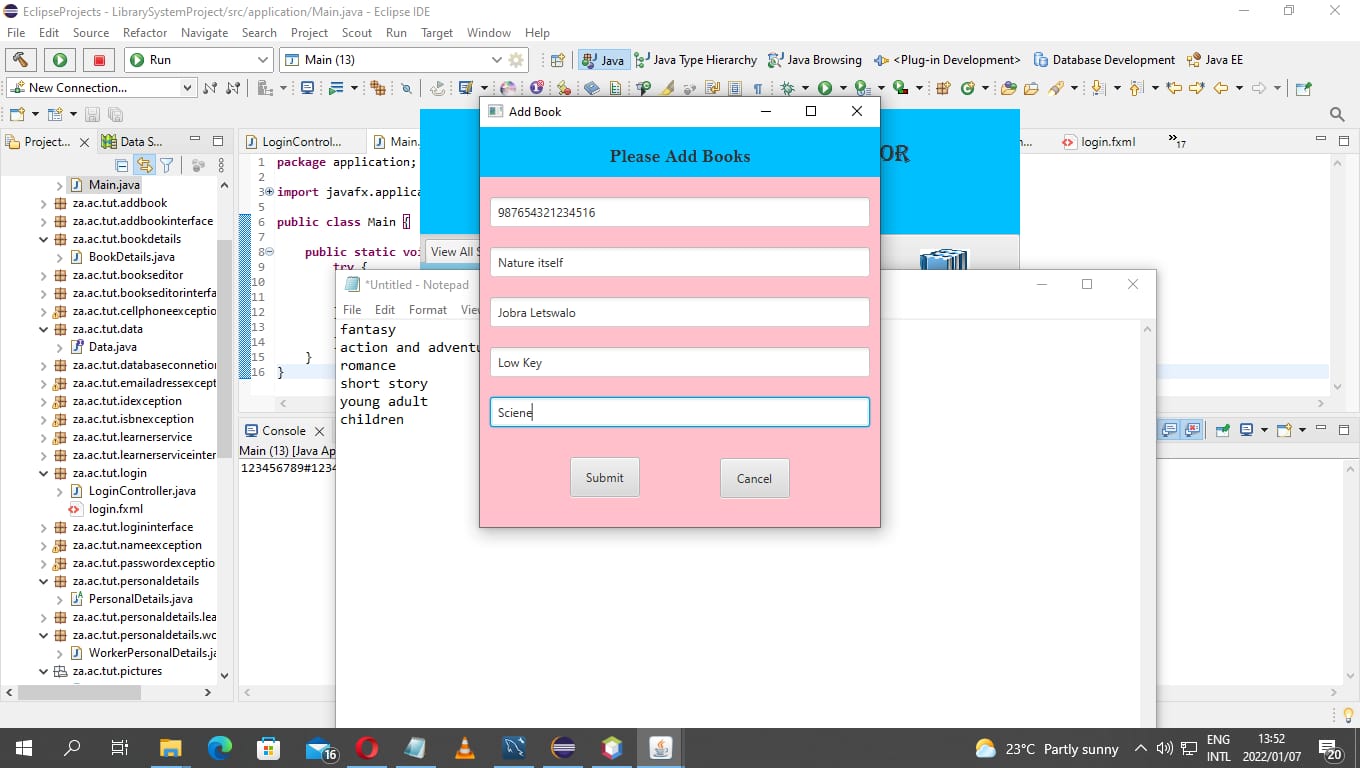 EclipseProjects - LibrarySystemProject/src/application/Main.java - Eclipse IDE
File Edit Source Refactor Navigate Search Project Scout Run Target Window Help
Run
Main (13)
Java
Java Type Hierarchy
Java Browsing
<Plug-in Development>
Database Development
Java EE
New Connection...
Project...
Data S...
LoginControl...
Main.
login.fxml
17
Main.java
za.ac.tut.addbook
za.ac.tut.addbookinterface
za.ac.tut.bookdetails
BookDetails.java
za.ac.tut.bookseditor
za.ac.tut.bookseditorinterfa
za.ac.tut.cellphoneexceptio
za.ac.tut.data
Data.java
za.ac.tut.databaseconnetion
za.ac.tut.emailadressexcept
za.ac.tut.idexception
za.ac.tut.isbnexception
za.ac.tut.learnerservice
za.ac.tut.learnerserviceinter
za.ac.tut.login
LoginController.java
login.fxml
za.ac.tut.logininterface
za.ac.tut.nameexception
za.ac.tut.passwordexceptio
za.ac.tut.personaldetails
PersonalDetails.java
za.ac.tut.personaldetails.lea
za.ac.tut.personaldetails.wo
WorkerPersonalDetails.ja
za.ac.tut.pictures
1 package application;
2
3 import javafx.applica
5
6 public class Main {
7
8 public static voi
9 try {
10
11
12
13
14
15 }
16 }
Console
Main (13) [Java Ap
123456789#1234
OR
View All S
*Untitled - Notepad
File Edit Format Vie
fantasy
action and adventu
romance
short story
young adult
children
Add Book
Please Add Books
987654321234516
Nature itself
Jobra Letswalo
Low Key
Sciene
Submit
Cancel
16
23°C Partly sunny
ENG
INTL
13:52
2022/01/07
20